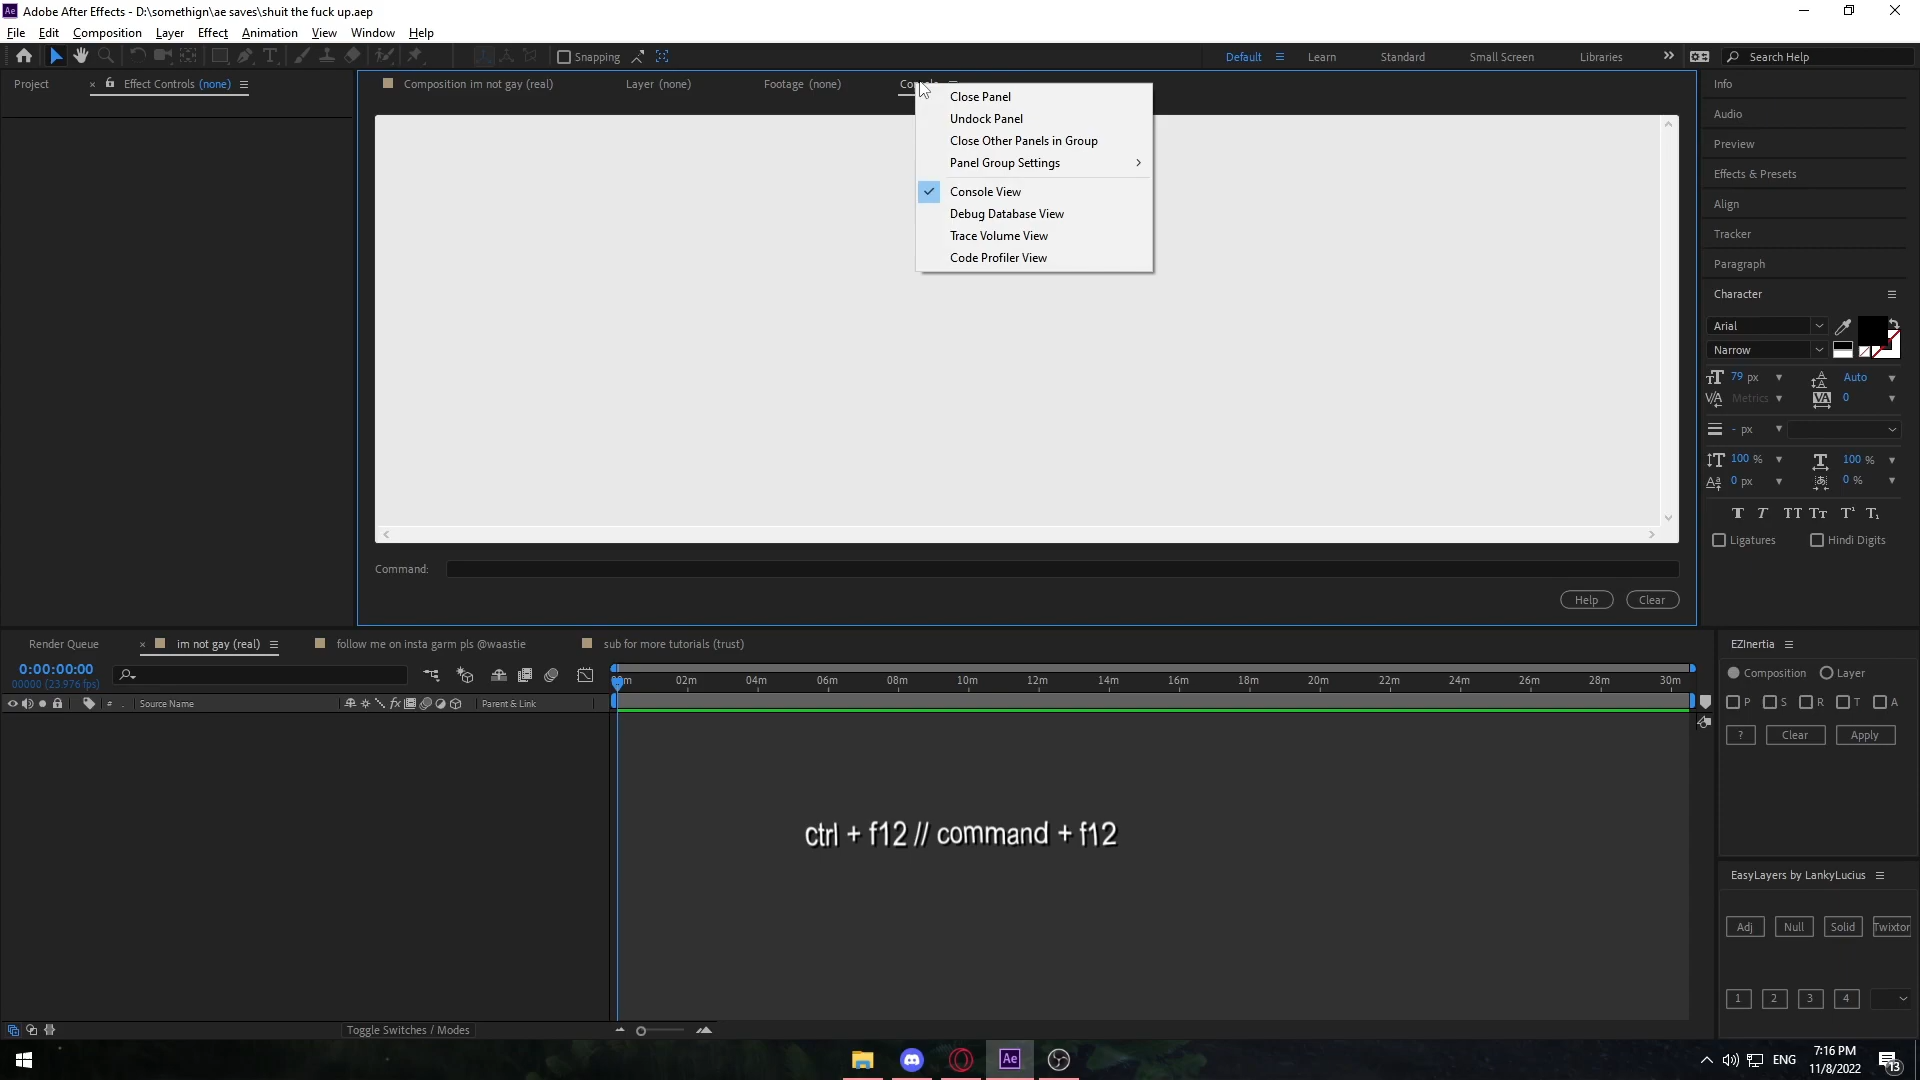 Ae Adobe After Effects - D:\somethign\ae saves\shuit the fuck up.aep
File Edit Composition Layer Effect Animation View Window Help
Snapping Default Learn Standard Small Screen Libraries Search Help
Project Effect Controls (none) Composition im not gay (real) Layer (none) Footage (none)
Close Panel
Undock Panel
Close Other Panels in Group
Panel Group Settings
Console View
Debug Database View
Trace Volume View
Code Profiler View
Command:
Help Clear
Info
Audio
Preview
Effects & Presets
Align
Tracker
Paragraph
Character
Arial
Narrow
79 px Auto
Metrics 0
- px
100 % 100 %
0 px 0 %
T T TT Tт T¹ T₁
Ligatures Hindi Digits
Render Queue im not gay (real) follow me on insta garm pls @waastie sub for more tutorials (trust)
0:00:00:00
00000 (23.976 fps)
02m 04m 06m 08m 10m 12m 14m 16m 18m 20m 22m 24m 26m 28m 30m
# . Source Name fx Parent & Link
ctrl + f12 // command + f12
Toggle Switches / Modes
EZInertia
Composition Layer
P S R T A
? Clear Apply
EasyLayers by LankyLucius
Adj Null Solid Twixtor
1 2 3 4
Ae
ENG
7:16 PM
11/8/2022
13